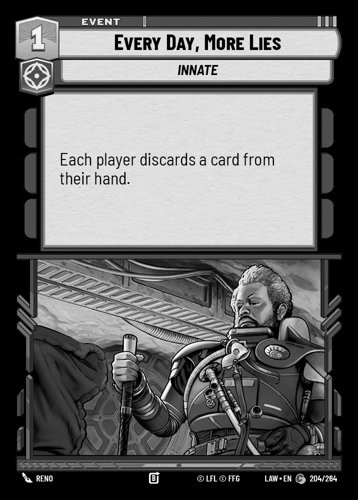 EVENT
1
EVERY DAY, MORE LIES
INNATE
Each player discards a card from
their hand.
RENO
© LFL © FFG
LAW • EN
204/264